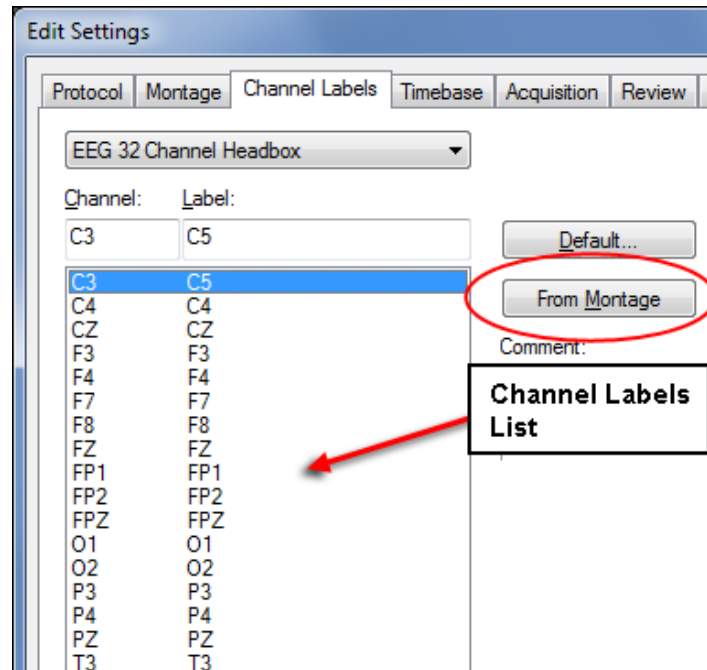 Edit Settings
Protocol Montage Channel Labels Timebase Acquisition Review
EEG 32 Channel Headbox
Channel: Label:
C3 C5
Default...
C3 C5
From Montage
C4 C4
CZ CZ
Comment:
F3 F3
F4 F4
F7 F7
Channel Labels
List
F8 F8
FZ FZ
FP1 FP1
FP2 FP2
FPZ FPZ
O1 O1
O2 O2
P3 P3
P4 P4
PZ PZ
T3 T3